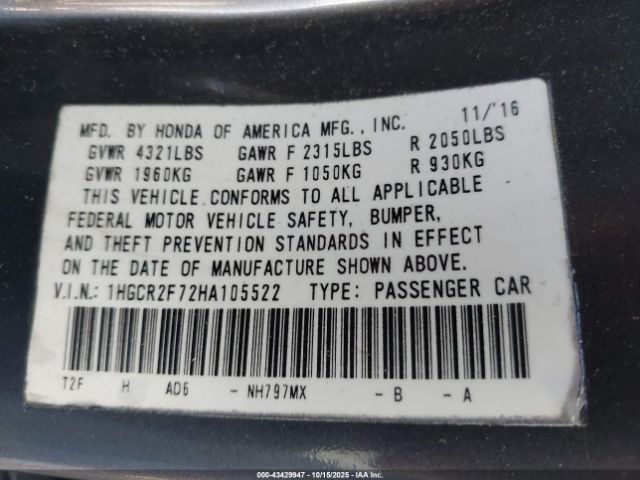 MFD. BY HONDA OF AMERICA MFG., INC. 11/'16
GVWR 4321LBS GAWR F 2315LBS R 2050LBS
GVWR 1960KG GAWR F 1050KG R 930KG
THIS VEHICLE CONFORMS TO ALL APPLICABLE
FEDERAL MOTOR VEHICLE SAFETY, BUMPER,
AND THEFT PREVENTION STANDARDS IN EFFECT
ON THE DATE OF MANUFACTURE SHOWN ABOVE.
V.I.N.: 1HGCR2F72HA105522 TYPE: PASSENGER CAR
T2F H AD6 - NH797MX - B - A
000-43429947 - 10/15/2025 - IAA Inc.